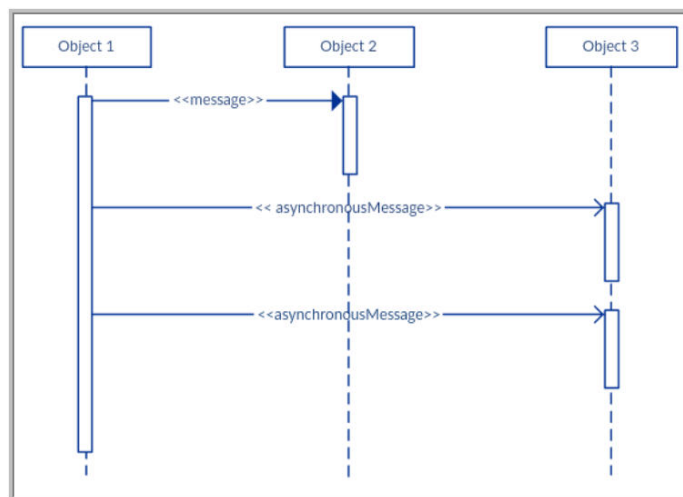 Object 1
Object 2
Object 3
<<message>>
<< asynchronousMessage>>
<<asynchronousMessage>>